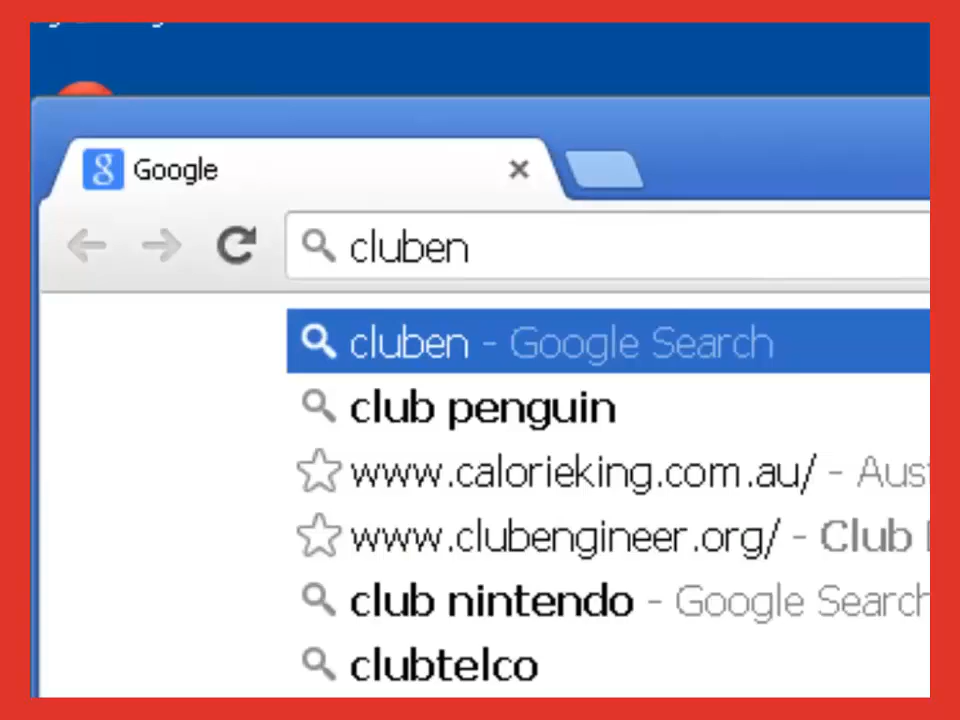 Google
cluben
cluben - Google Search
club penguin
www.calorieking.com.au/ -
www.clubengineer.org/ - Club
club nintendo - Google Search
clubtelco